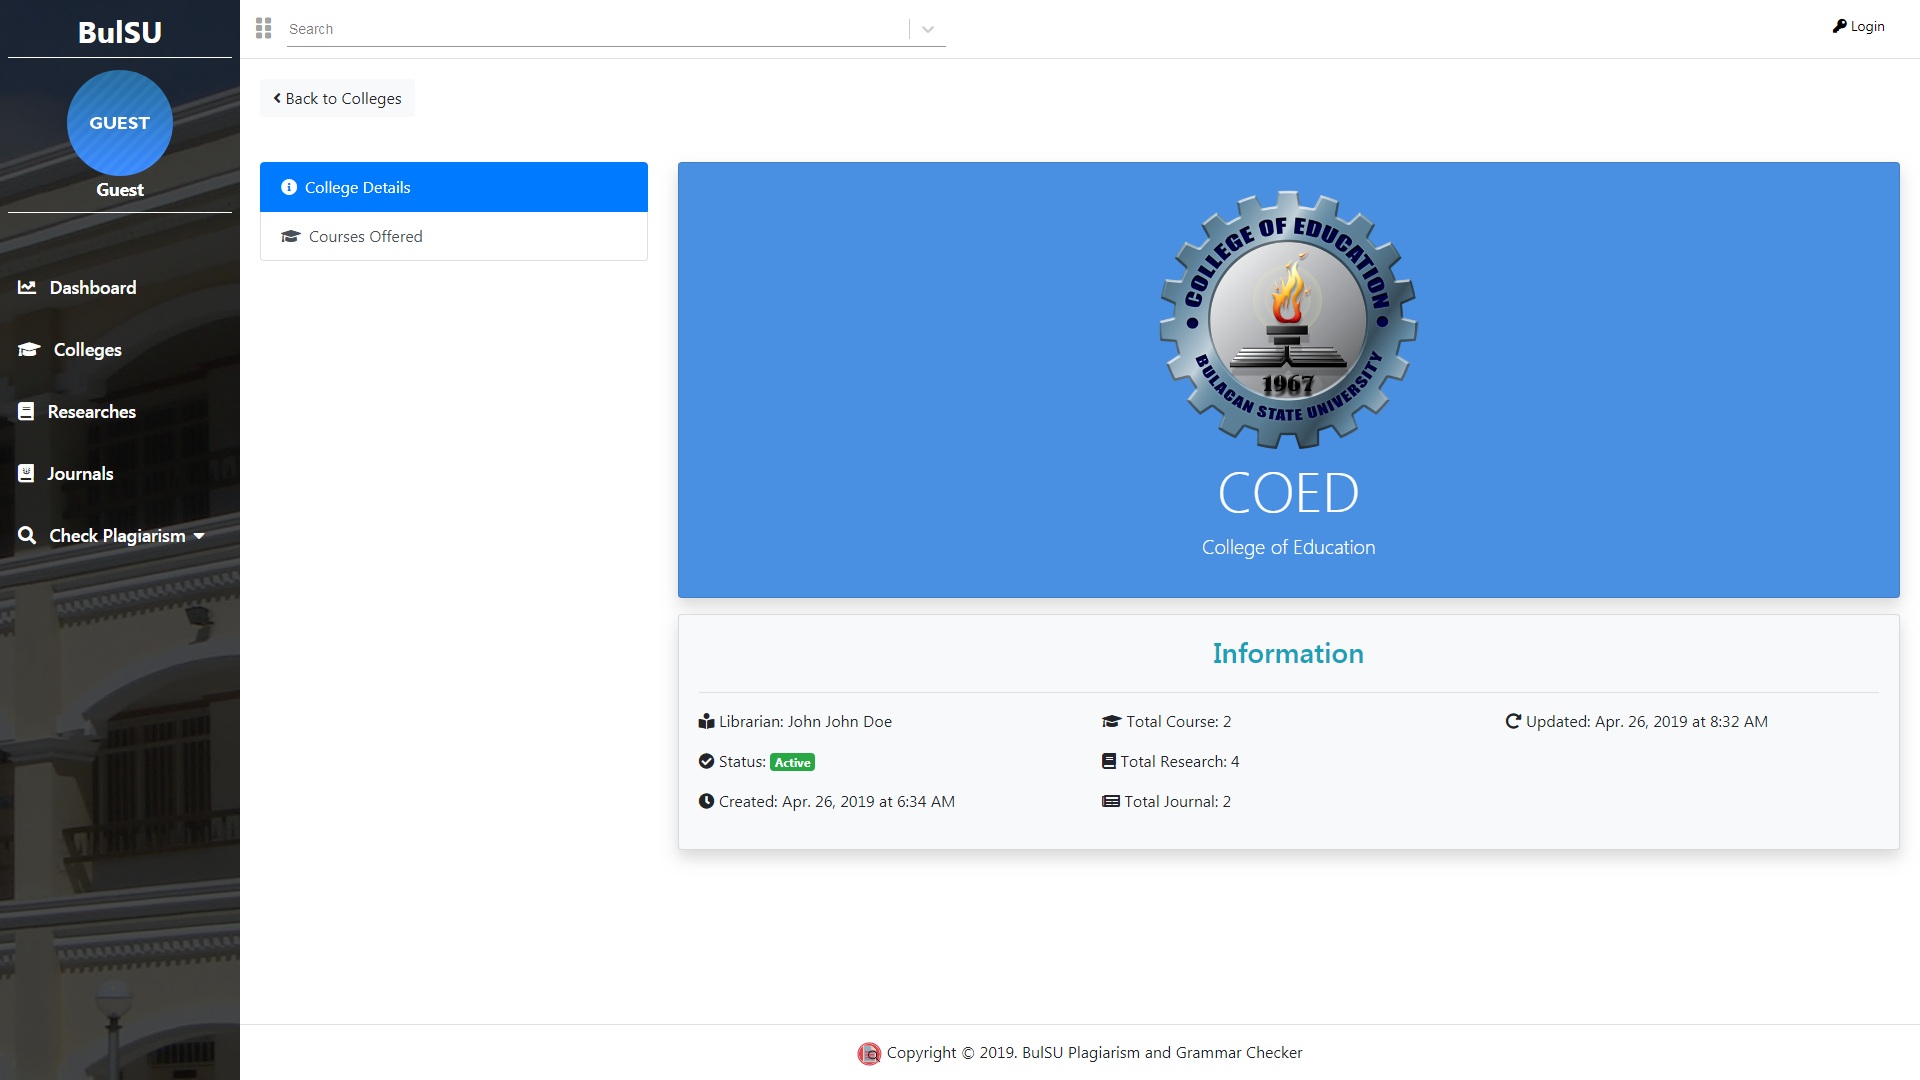 BulSU
GUEST
Guest
Dashboard
Colleges
Researches
Journals
Check Plagiarism
Search
Login
Back to Colleges
College Details
Courses Offered
COLLEGE OF EDUCATION
1967
BULACAN STATE UNIVERSITY
COED
College of Education
Information
Librarian: John John Doe
Total Course: 2
Updated: Apr. 26, 2019 at 8:32 AM
Status: Active
Total Research: 4
Created: Apr. 26, 2019 at 6:34 AM
Total Journal: 2
Copyright © 2019. BulSU Plagiarism and Grammar Checker